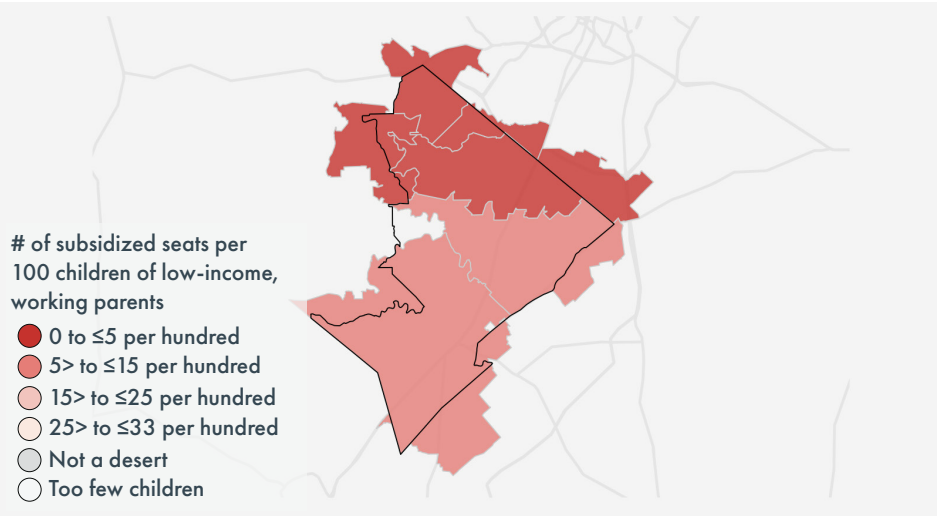 # of subsidized seats per
100 children of low-income,
working parents
0 to ≤5 per hundred
5> to ≤15 per hundred
15> to ≤25 per hundred
25> to ≤33 per hundred
Not a desert
Too few children